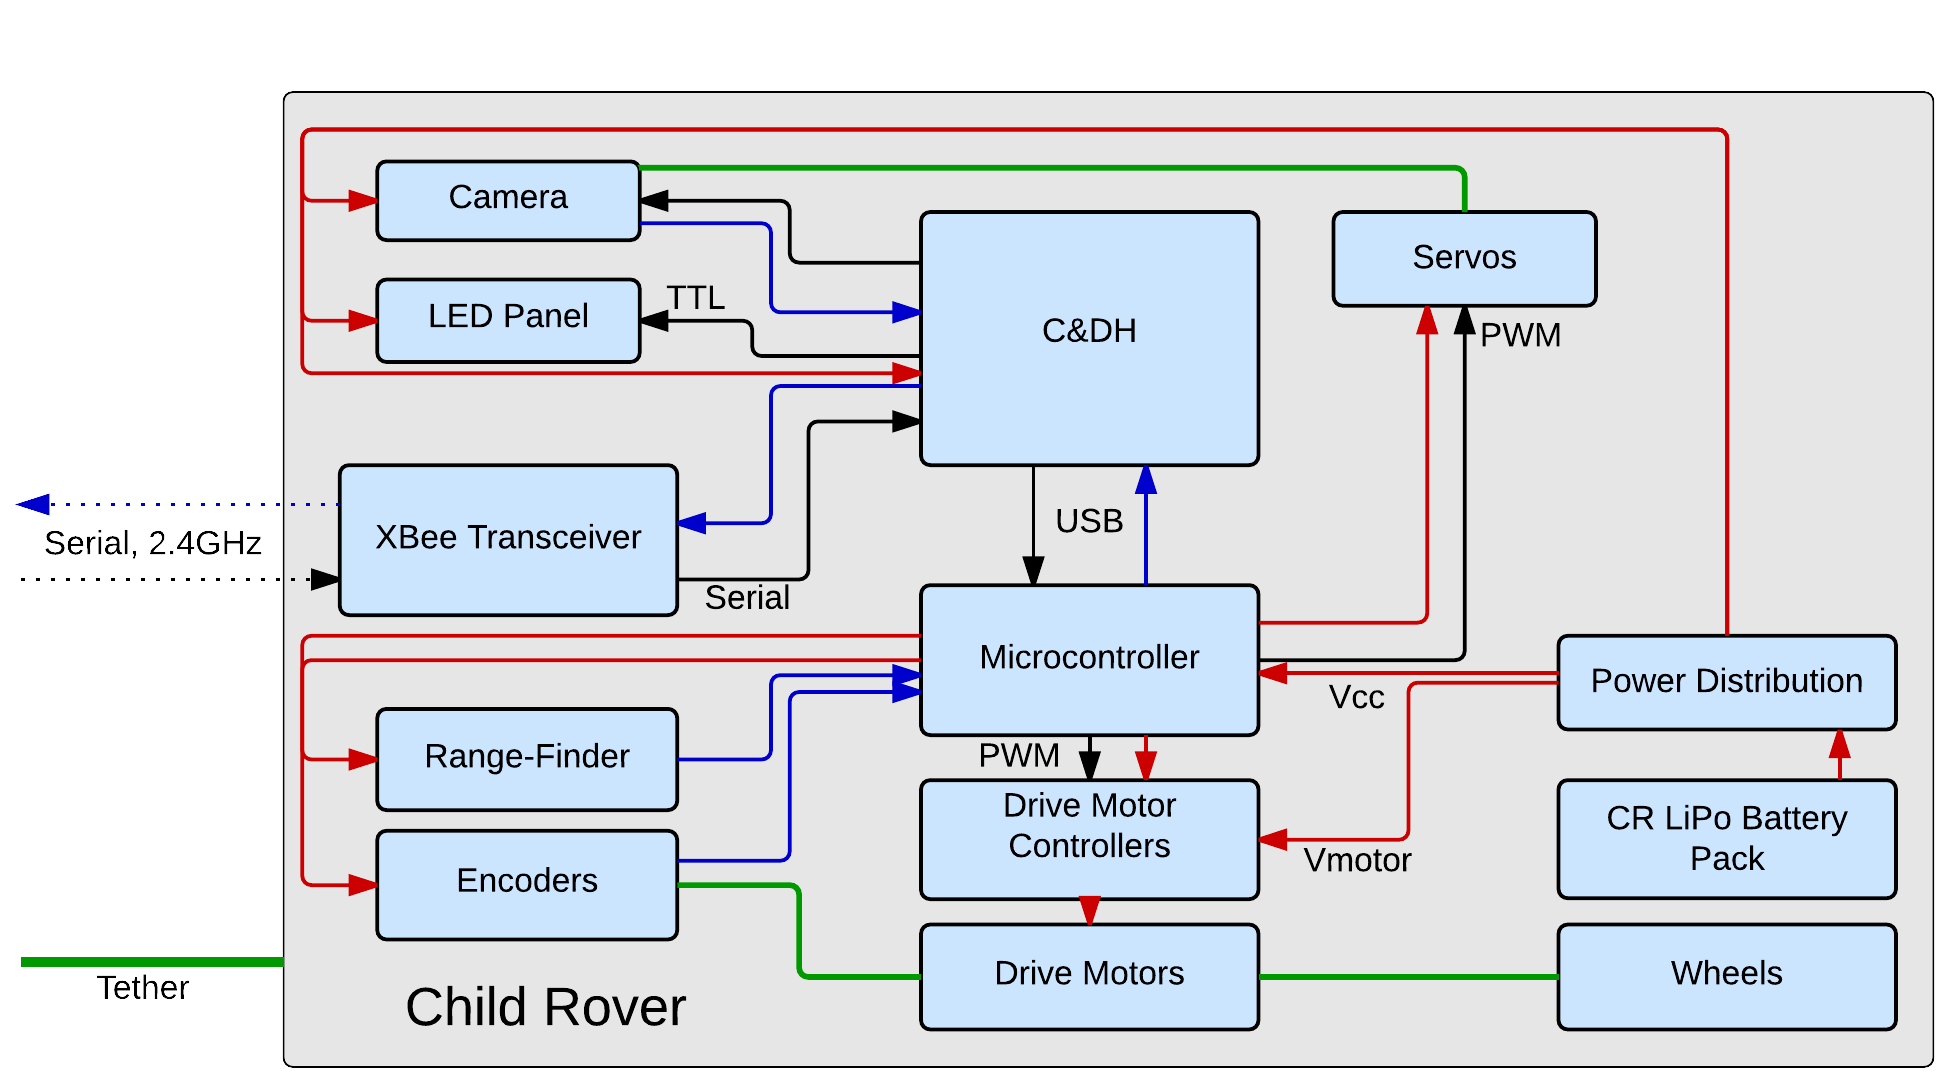 Camera
LED Panel
TTL
C&DH
Servos
PWM
XBee Transceiver
Serial, 2.4GHz
Serial
USB
Microcontroller
Vcc
Power Distribution
Range-Finder
PWM
Drive Motor
Controllers
Vmotor
CR LiPo Battery
Pack
Encoders
Drive Motors
Wheels
Tether
Child Rover